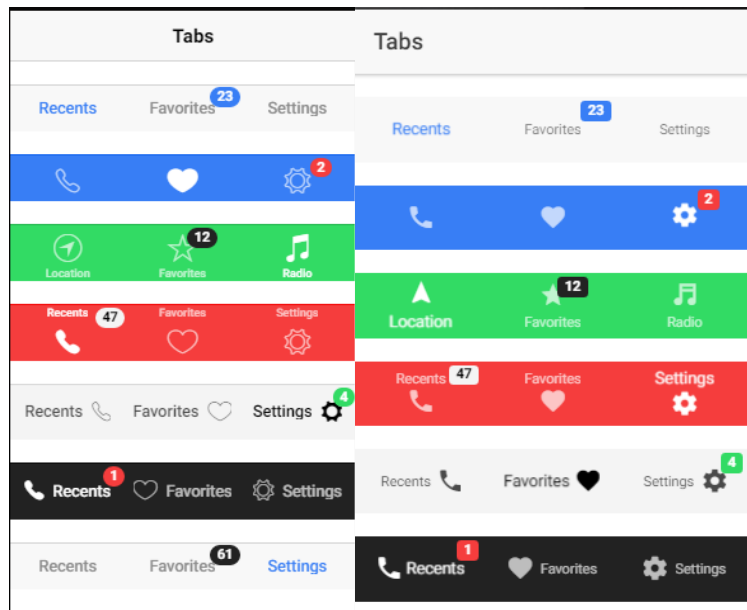 Tabs
Recents Favorites 23 Settings
2
12
Location Favorites Radio
Recents 47 Favorites Settings
Recents Favorites Settings 4
Recents 1 Favorites Settings
Recents Favorites 61 Settings
Tabs
Recents Favorites 23 Settings
2
12
Location Favorites Radio
Recents 47 Favorites Settings
Recents Favorites Settings 4
Recents 1 Favorites Settings